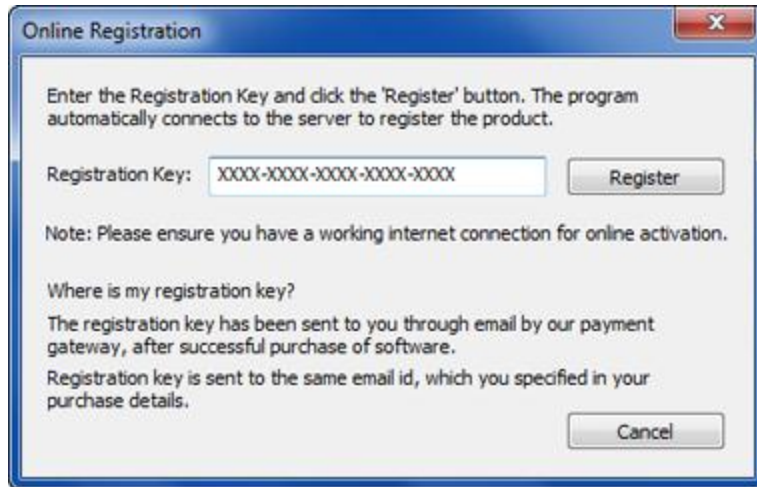 Online Registration
Enter the Registration Key and click the 'Register' button. The program
automatically connects to the server to register the product.
Registration Key: XXXX-XXXX-XXXX-XXXX-XXXX Register
Note: Please ensure you have a working internet connection for online activation.
Where is my registration key?
The registration key has been sent to you through email by our payment
gateway, after successful purchase of software.
Registration key is sent to the same email id, which you specified in your
purchase details.
Cancel